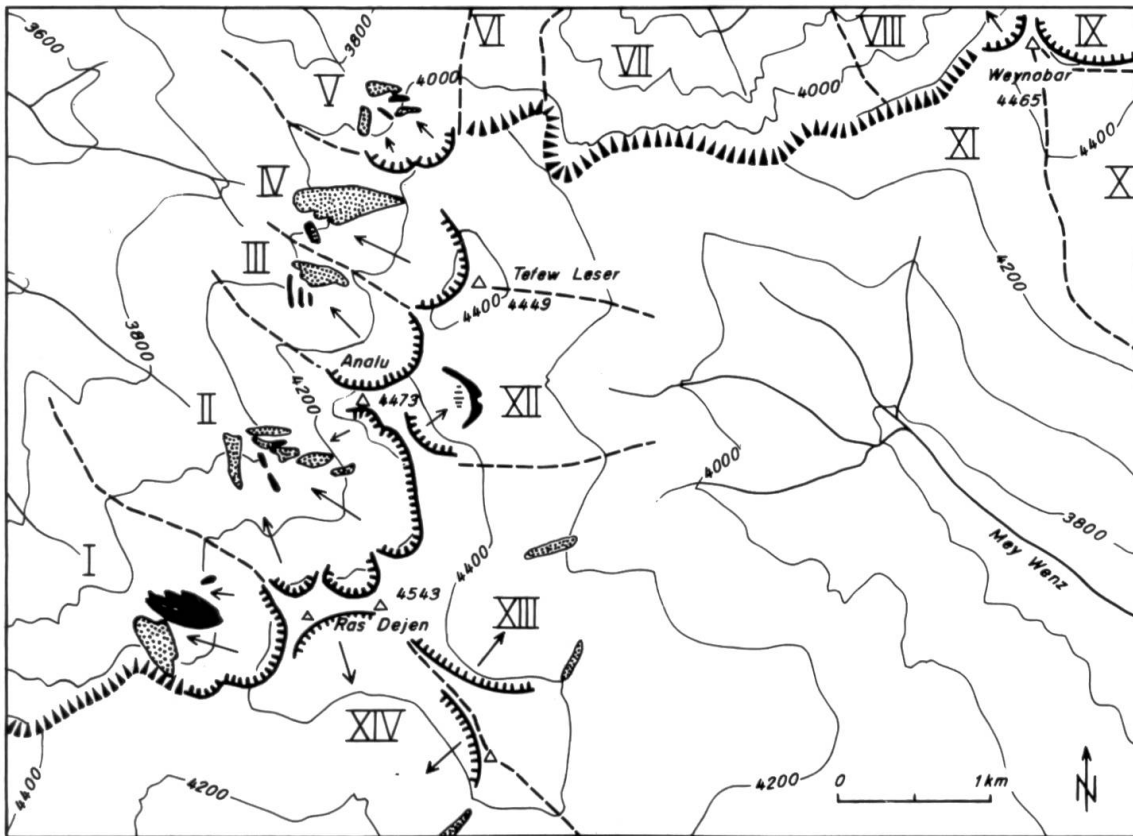 3600
3800
VI
VII
VIII
IX
V
4000
4000
Weynobar
4465
4400
XI
X
IV
III
Tefew Leser
4400
4449
4200
3800
Analu
4200
4473
XII
II
4000
3800
I
4400
Mey Wenz
4543
Ras Dejen
XIII
XIV
4400
4200
4200
0 1 km
N